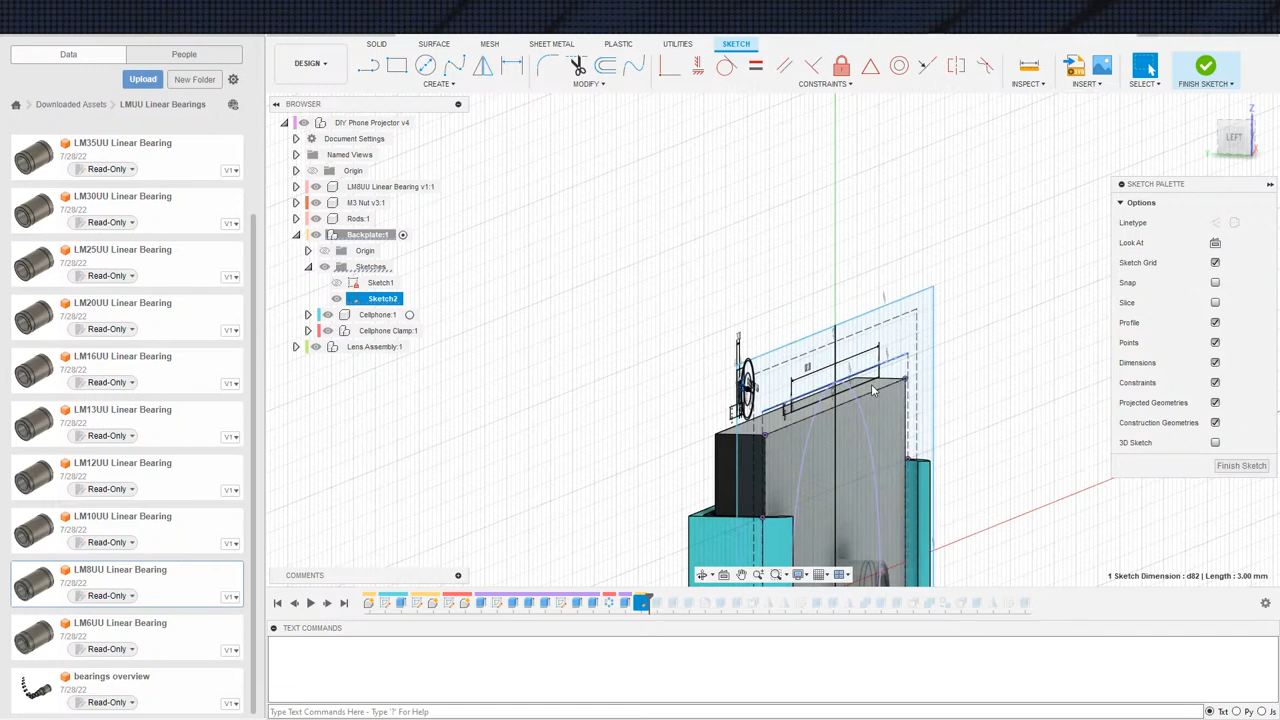 SOLID
SURFACE
MESH
SHEET METAL
PLASTIC
UTILITIES
SKETCH
DESIGN
CREATE
MODIFY
CONSTRAINTS
INSPECT
INSERT
SELECT
FINISH SKETCH
Data
People
Upload
New Folder
Downloaded Assets
LMUU Linear Bearings
LM35UU Linear Bearing
7/28/22
Read-Only
V1
LM30UU Linear Bearing
7/28/22
Read-Only
V1
LM25UU Linear Bearing
7/28/22
Read-Only
V1
LM20UU Linear Bearing
7/28/22
Read-Only
V1
LM16UU Linear Bearing
7/28/22
Read-Only
V1
LM13UU Linear Bearing
7/28/22
Read-Only
V1
LM12UU Linear Bearing
7/28/22
Read-Only
V1
LM10UU Linear Bearing
7/28/22
Read-Only
V1
LM8UU Linear Bearing
7/28/22
Read-Only
V1
LM6UU Linear Bearing
7/28/22
Read-Only
V1
bearings overview
7/28/22
Read-Only
V1
BROWSER
DIY Phone Projector v4
Document Settings
Named Views
Origin
LM8UU Linear Bearing v1:1
M3 Nut v3:1
Rods:1
Backplate:1
Origin
Sketches
Sketch1
Sketch2
Cellphone:1
Cellphone Clamp:1
Lens Assembly:1
Z
LEFT
Y
X
SKETCH PALETTE
Options
Linetype
Look At
Sketch Grid
Snap
Slice
Profile
Points
Dimensions
Constraints
Projected Geometries
Construction Geometries
3D Sketch
Finish Sketch
COMMENTS
1 Sketch Dimension : d82 | Length : 3.00 mm
TEXT COMMANDS
Type Text Commands Here - Type '?' For Help
Txt
Py
Js